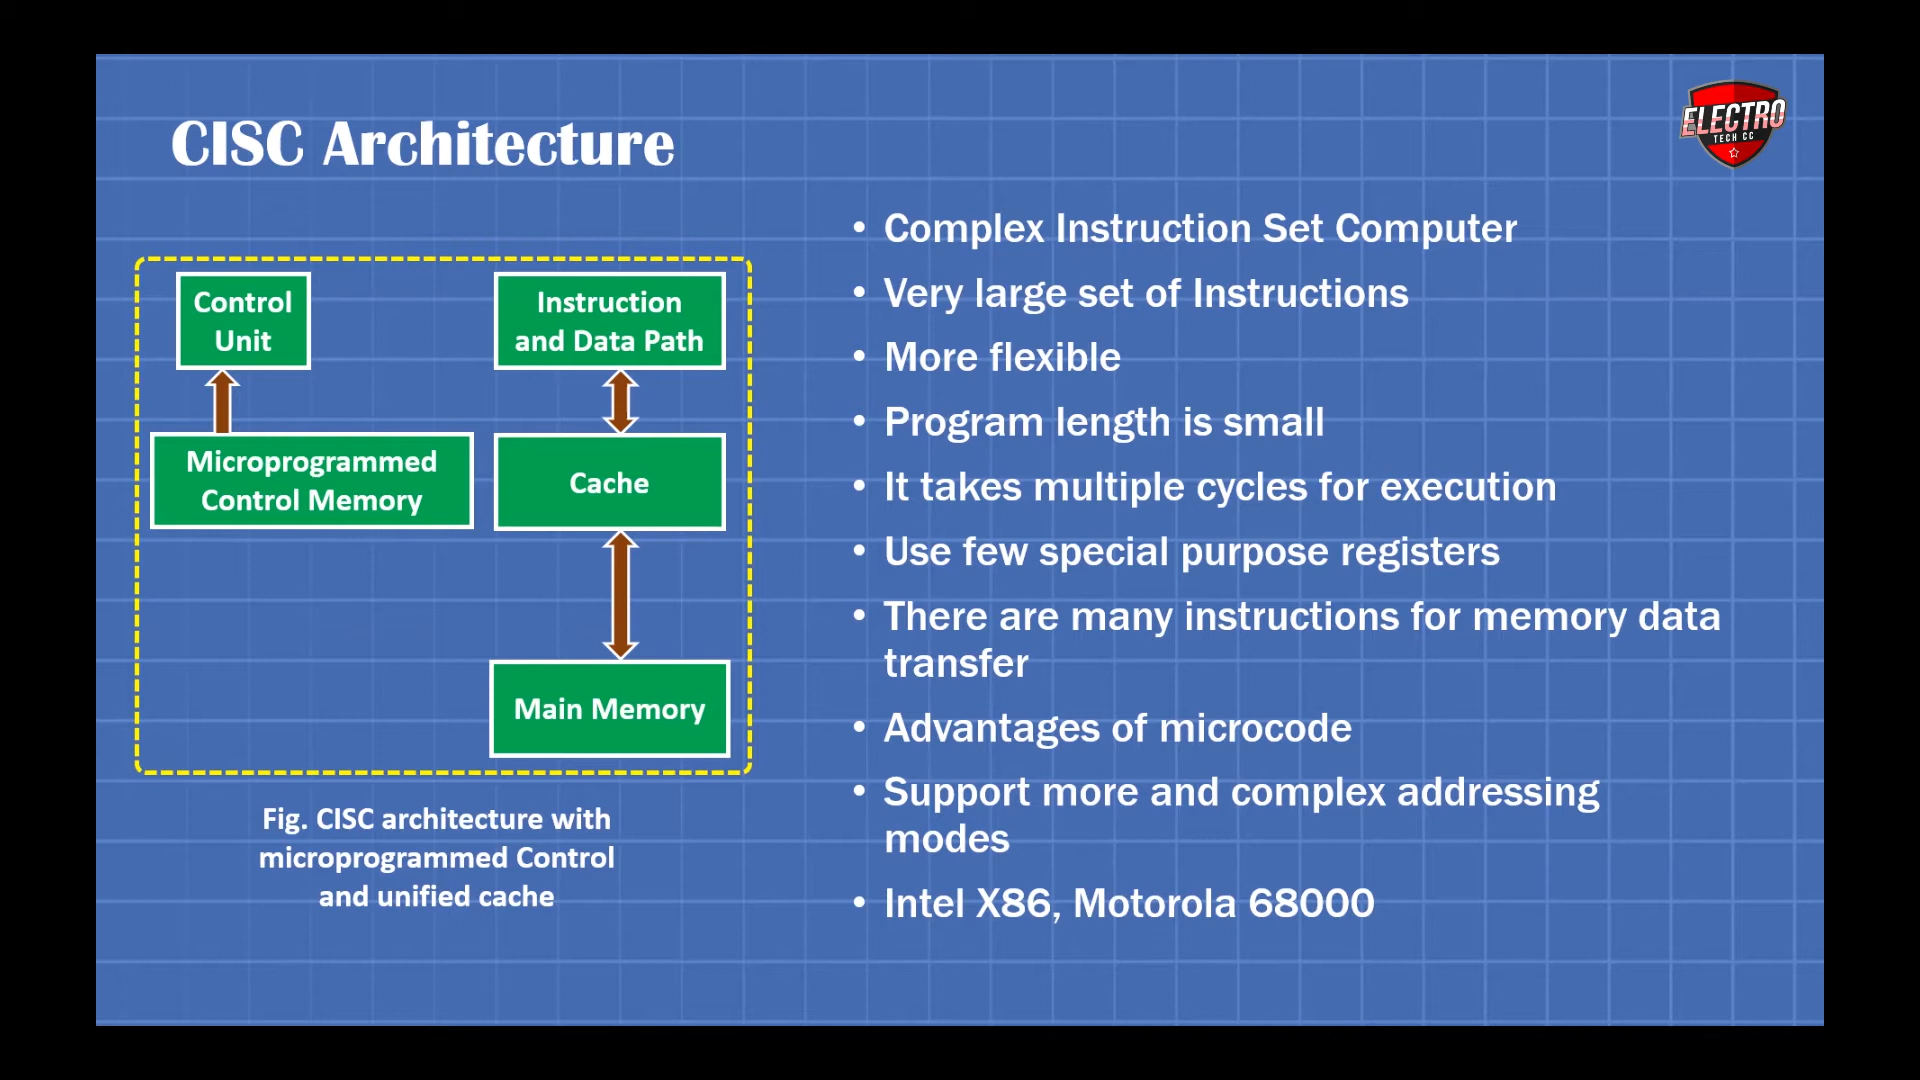 CISC Architecture
ELECTRO
TECH CC
Control
Unit
Instruction
and Data Path
Microprogrammed
Control Memory
Cache
Main Memory
Fig. CISC architecture with
microprogrammed Control
and unified cache
• Complex Instruction Set Computer
• Very large set of Instructions
• More flexible
• Program length is small
• It takes multiple cycles for execution
• Use few special purpose registers
• There are many instructions for memory data
transfer
• Advantages of microcode
• Support more and complex addressing
modes
• Intel X86, Motorola 68000